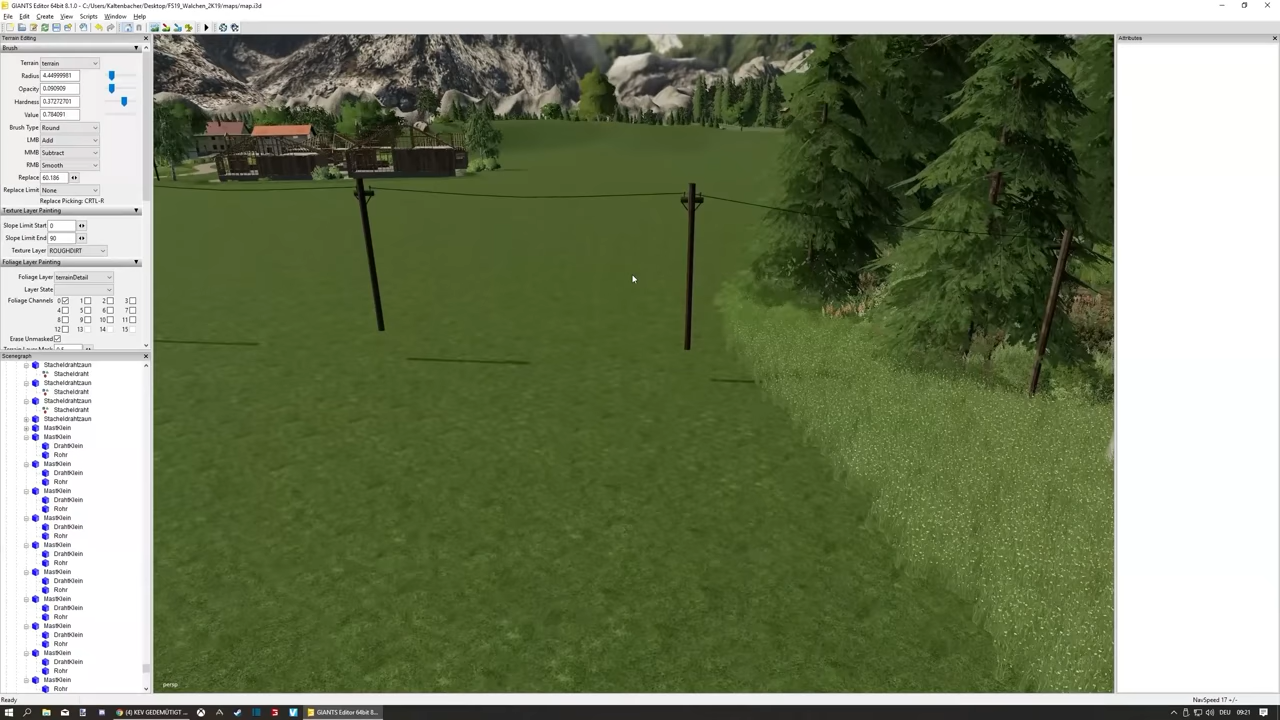 GIANTS Editor 64bit 8.1.0 - C:/Users/Kaltenbacher/Desktop/FS19_Walchen_2K19/maps/map.i3d
File Edit Create View Scripts Window Help
Terrain Editing
Attributes
Brush
Terrain terrain
Radius 4.44999981
Opacity 0.090909
Hardness 0.37272701
Value 0.784091
Brush Type Round
LMB Add
MMB Subtract
RMB Smooth
Replace 60.186
Replace Limit None
Replace Picking: CRTL-R
Texture Layer Painting
Slope Limit Start 0
Slope Limit End 90
Texture Layer ROUGHDIRT
Foliage Layer Painting
Foliage Layer terrainDetail
Layer State
Foliage Channels 0 1 2 3
4 5 6 7
8 9 10 11
12 13 14 15
Erase Unmasked
Scenegraph
Stacheldrahtzaun
Stacheldraht
Stacheldrahtzaun
Stacheldraht
Stacheldrahtzaun
Stacheldraht
Stacheldrahtzaun
MastKlein
MastKlein
DrahtKlein
Rohr
MastKlein
DrahtKlein
Rohr
MastKlein
DrahtKlein
Rohr
MastKlein
DrahtKlein
Rohr
MastKlein
DrahtKlein
Rohr
MastKlein
DrahtKlein
Rohr
MastKlein
DrahtKlein
Rohr
MastKlein
DrahtKlein
Rohr
MastKlein
DrahtKlein
Rohr
MastKlein
Rohr
persp
Ready
NavSpeed 17 +/-
(4) KEV GEDEMÜTIGT ...
GIANTS Editor 64bit 8...
DEU 09:21